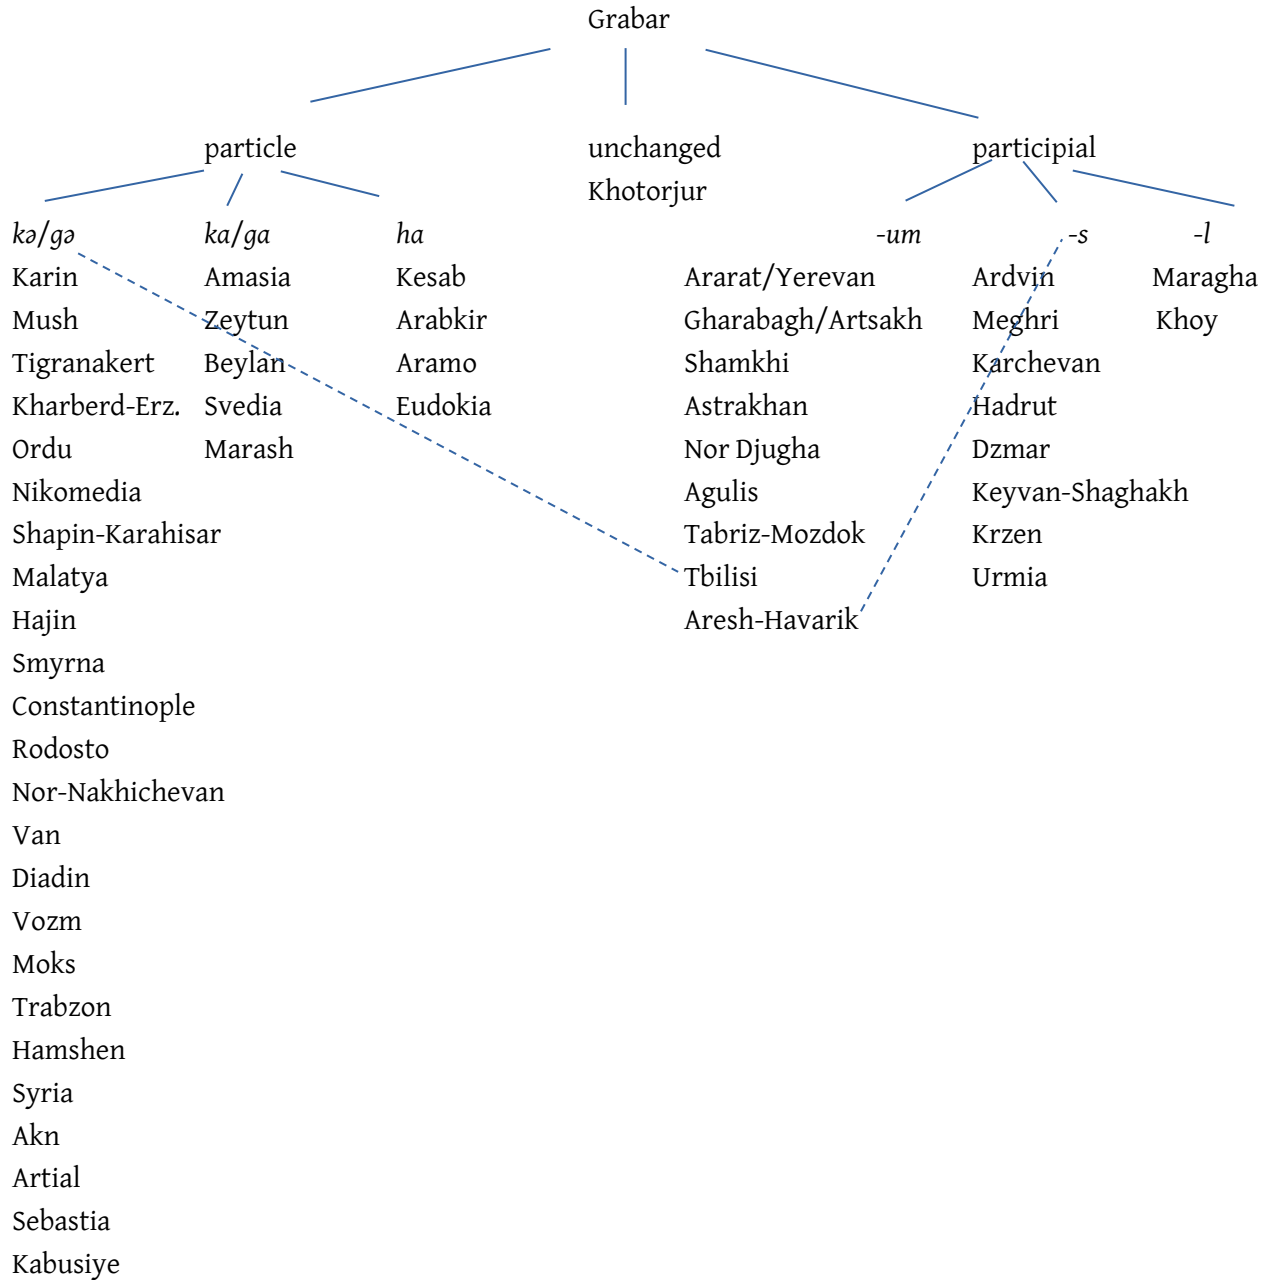 Grabar
particle unchanged participial
Khotorjur
kə/gə ka/ga ha -um -s -l
Karin Amasia Kesab Ararat/Yerevan Ardvin Maragha
Mush Zeytun Arabkir Gharabagh/Artsakh Meghri Khoy
Tigranakert Beylan Aramo Shamkhi Karchevan
Kharberd-Erz. Svedia Eudokia Astrakhan Hadrut
Ordu Marash Nor Djugha Dzmar
Nikomedia Agulis Keyvan-Shaghakh
Shapin-Karahisar Tabriz-Mozdok Krzen
Malatya Tbilisi Urmia
Hajin Aresh-Havarik
Smyrna
Constantinople
Rodosto
Nor-Nakhichevan
Van
Diadin
Vozm
Moks
Trabzon
Hamshen
Syria
Akn
Artial
Sebastia
Kabusiye